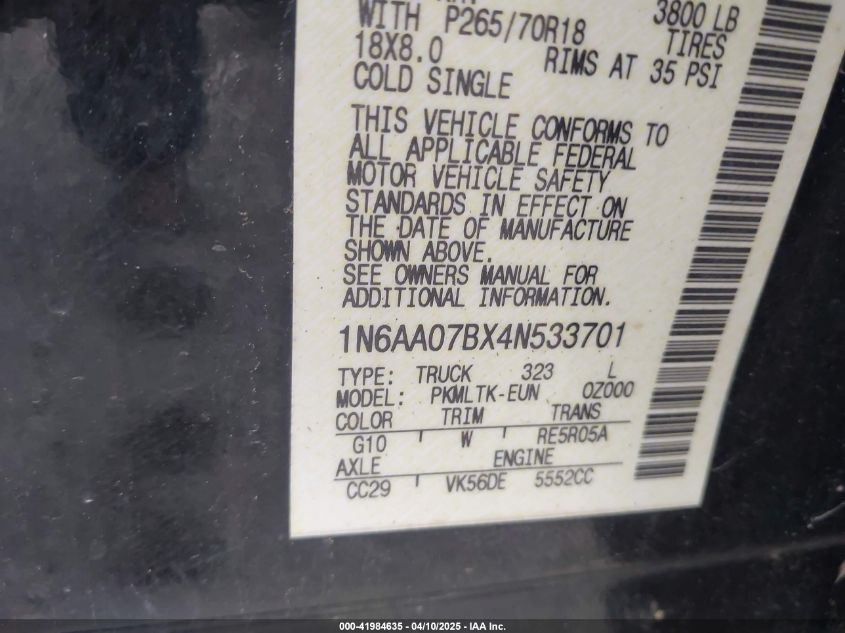 3800 LB
WITH P265/70R18 TIRES
18X8.0 RIMS AT 35 PSI
COLD SINGLE
THIS VEHICLE CONFORMS TO
ALL APPLICABLE FEDERAL
MOTOR VEHICLE SAFETY
STANDARDS IN EFFECT ON
THE DATE OF MANUFACTURE
SHOWN ABOVE.
SEE OWNERS MANUAL FOR
ADDITIONAL INFORMATION.
1N6AA07BX4N533701
TYPE: TRUCK 323 L
MODEL: PKMLTK-EUN 0Z000
COLOR TRIM TRANS
G10 W RE5R05A
AXLE ENGINE
CC29 VK56DE 5552CC
000-41984635 - 04/10/2025 - IAA Inc.